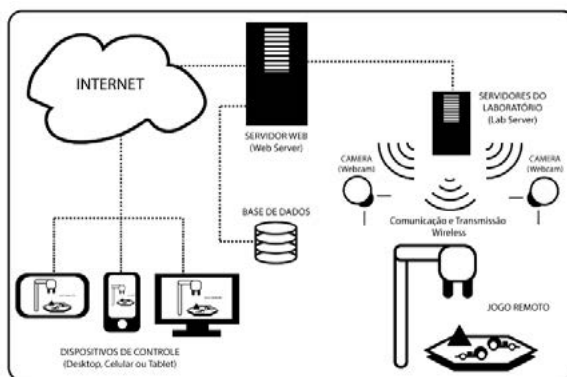 INTERNET
SERVIDOR WEB
(Web Server)
SERVIDORES DO
LABORATÓRIO
(Lab Server)
CAMERA
(Webcam)
CAMERA
(Webcam)
Comunicação e Transmissão
Wireless
BASE DE DADOS
JOGO REMOTO
DISPOSITIVOS DE CONTROLE
(Desktop, Celular ou Tablet)